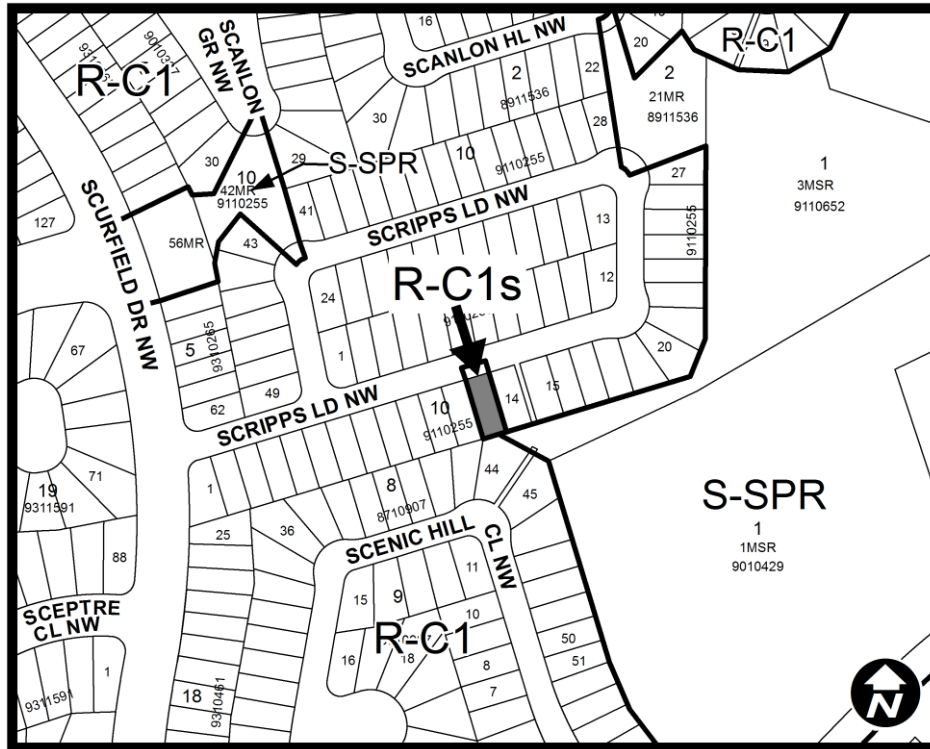 16
20
R-C1
2
21MR
8911536
SCANLON HL NW
22
2
8911536
30
28
SCANLON
GR NW
R-C1
30
29
S-SPR
10
42MR
9110255
10
9110255
41
56MR
43
SCURFIELD DR NW
127
SCRIPPS LD NW
13
27
9110255
1
3MSR
9110652
24
R-C1s
12
1
20
67
5
9310265
62
49
SCRIPPS LD NW
10
9110255
14
15
1
71
19
9311591
88
8
8710907
25
36
44
45
SCENIC HILL
CL NW
S-SPR
1
1MSR
9010429
15
9
11
10
R-C1
16
18
8
7
50
51
SCEPTRE
CL NW
1
9311591
18
9310461
N